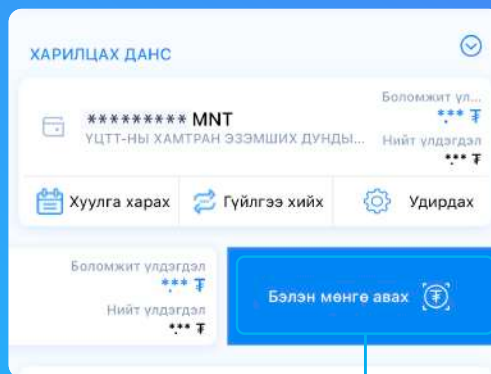 ХАРИЛЦАХ ДАНС
Боломжит үл...
********* MNT
*.** ₮
ҮЦТТ-НЫ ХАМТРАН ЭЗЭМШИХ ДУНДЫ...
Нийт үлдэгдэл
*.** ₮
Хуулга харах
Гүйлгээ хийх
Удирдах
Боломжит үлдэгдэл
*.** ₮
Нийт үлдэгдэл
*.** ₮
Бэлэн мөнгө авах